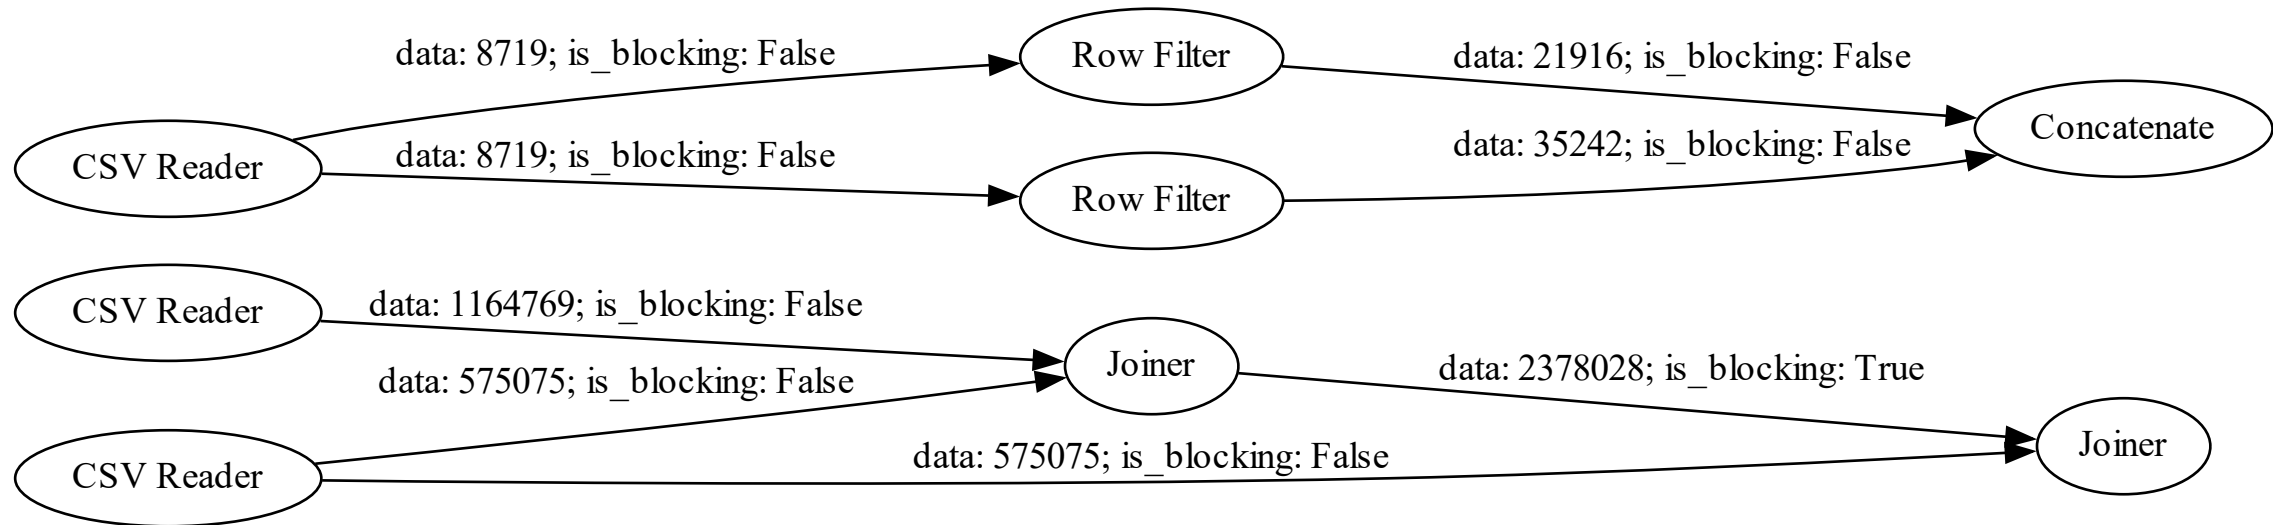 data: 8719; is_blocking: False
Row Filter
data: 21916; is_blocking: False
CSV Reader
data: 8719; is_blocking: False
Row Filter
data: 35242; is_blocking: False
Concatenate
CSV Reader
data: 1164769; is_blocking: False
data: 575075; is_blocking: False
Joiner
data: 2378028; is_blocking: True
CSV Reader
data: 575075; is_blocking: False
Joiner